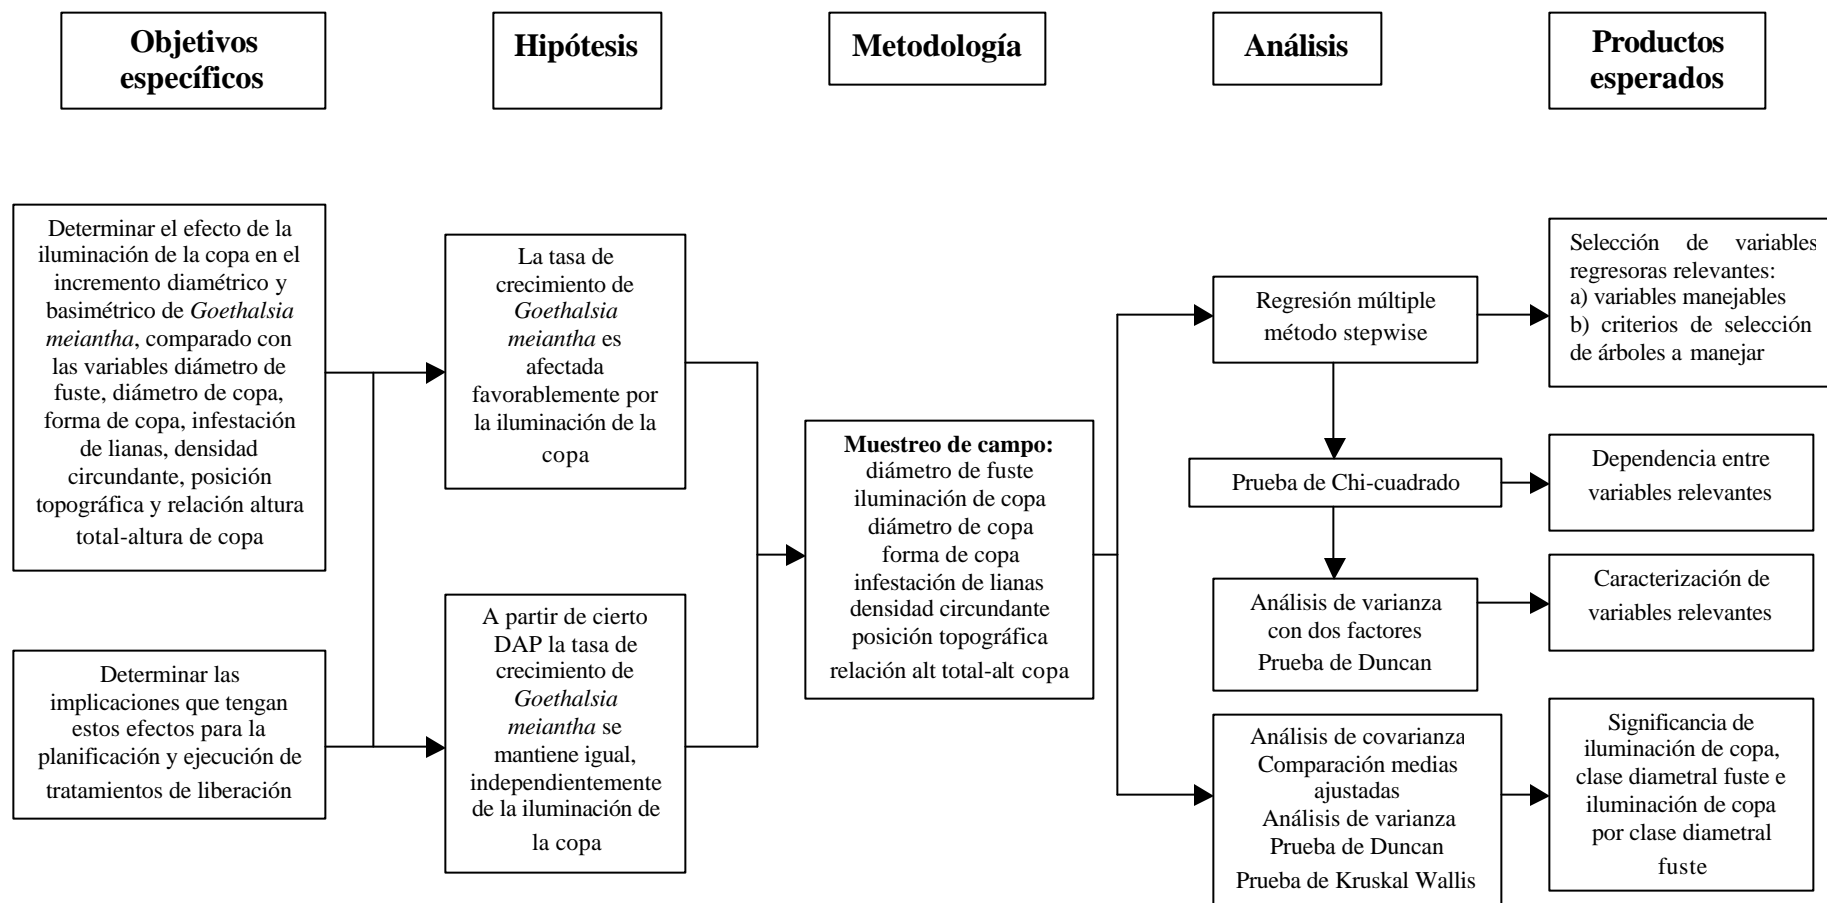 Objetivos
específicos
Hipótesis
Metodología
Análisis
Productos
esperados
Determinar el efecto de la
iluminación de la copa en el
incremento diamétrico y
basimétrico de Goethalsia
meiantha, comparado con
las variables diámetro de
fuste, diámetro de copa,
forma de copa, infestación
de lianas, densidad
circundante, posición
topográfica y relación altura
total-altura de copa
Determinar las
implicaciones que tengan
estos efectos para la
planificación y ejecución de
tratamientos de liberación
La tasa de
crecimiento de
Goethalsia
meiantha es
afectada
favorablemente por
la iluminación de la
copa
A partir de cierto
DAP la tasa de
crecimiento de
Goethalsia
meiantha se
mantiene igual,
independientemente
de la iluminación de
la copa
Muestreo de campo:
diámetro de fuste
iluminación de copa
diámetro de copa
forma de copa
infestación de lianas
densidad circundante
posición topográfica
relación alt total-alt copa
Regresión múltiple
método stepwise
Prueba de Chi-cuadrado
Análisis de varianza
con dos factores
Prueba de Duncan
Análisis de covarianza
Comparación medias
ajustadas
Análisis de varianza
Prueba de Duncan
Prueba de Kruskal Wallis
Selección de variables
regresoras relevantes:
a) variables manejables
b) criterios de selección
de árboles a manejar
Dependencia entre
variables relevantes
Caracterización de
variables relevantes
Significancia de
iluminación de copa,
clase diametral fuste e
iluminación de copa
por clase diametral
fuste